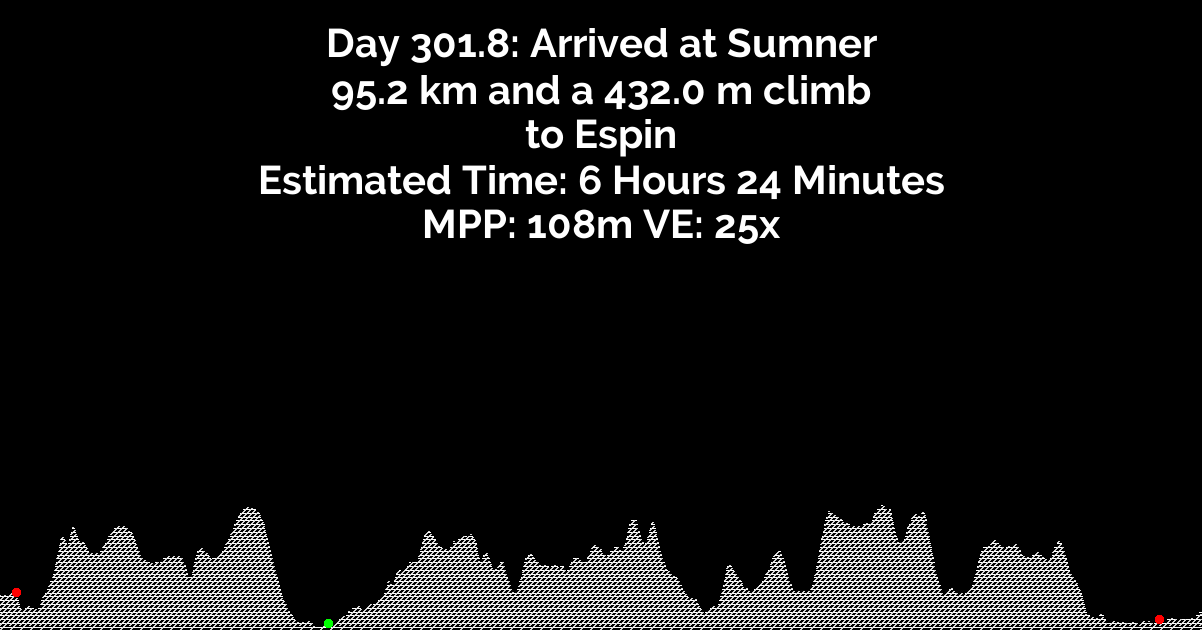 Day 301.8: Arrived at Sumner
95.2 km and a 432.0 m climb
to Espin
Estimated Time: 6 Hours 24 Minutes
MPP: 108m VE: 25x